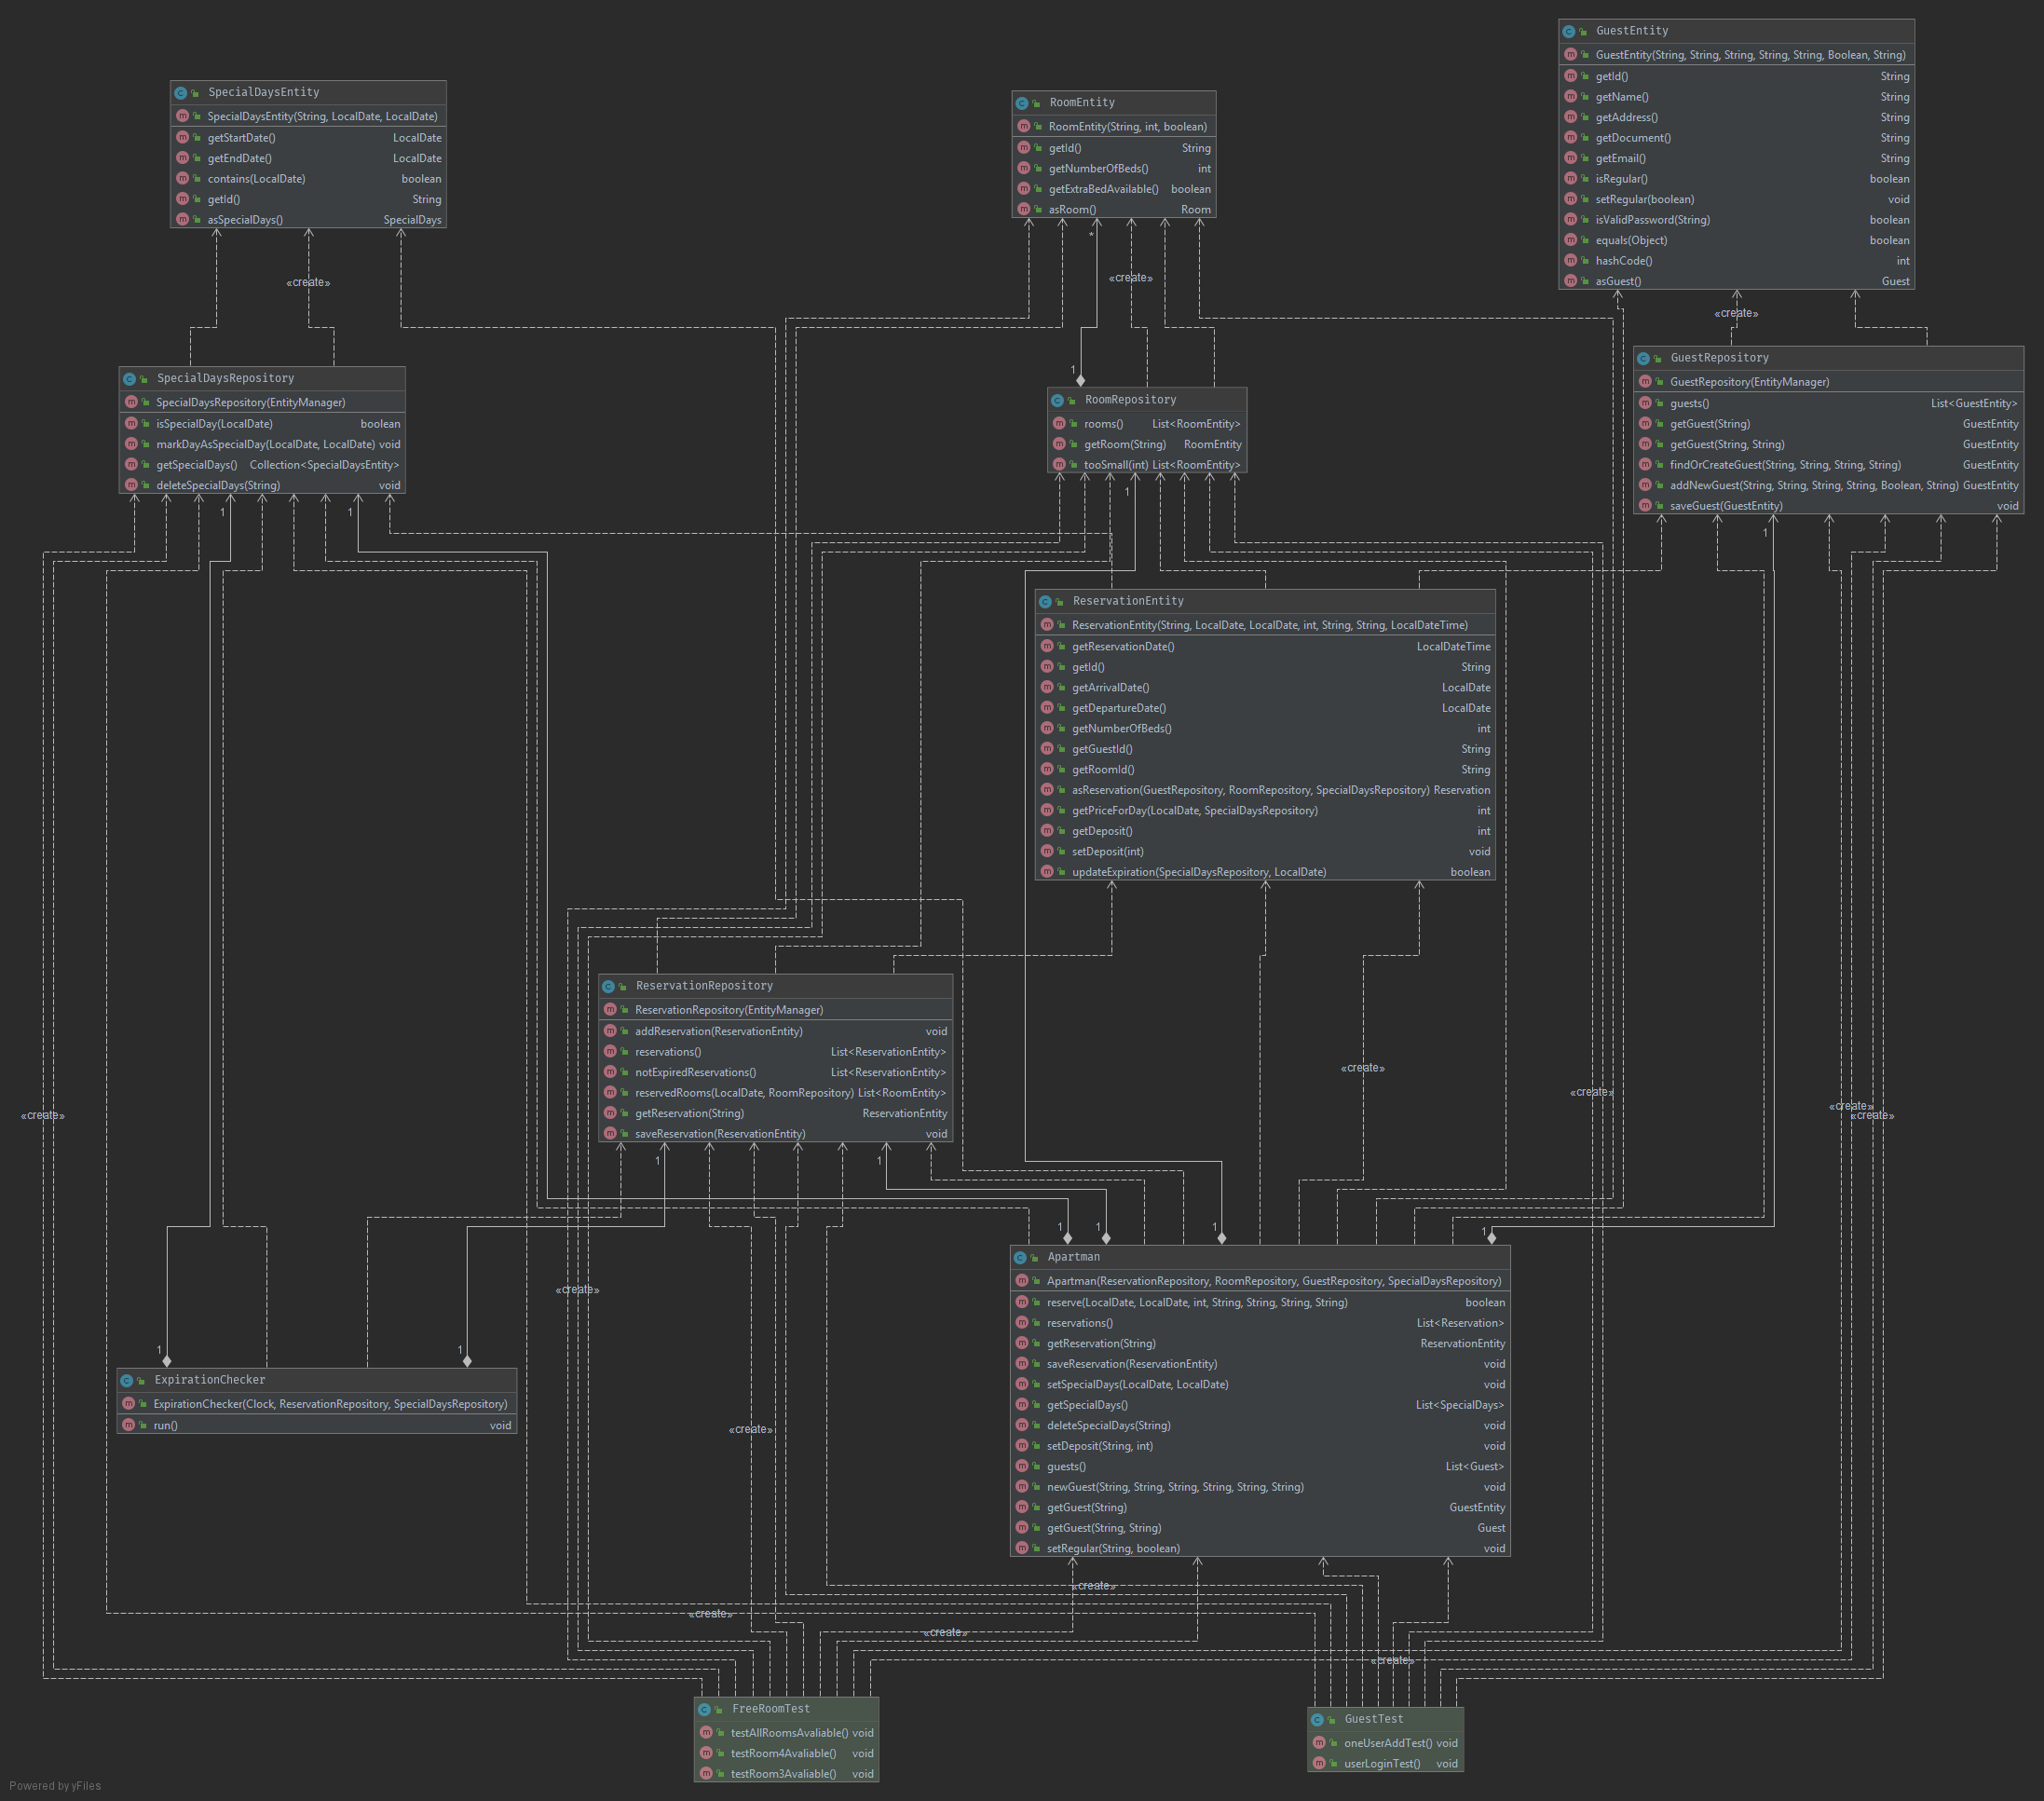 GuestEntity
GuestEntity(String, String, String, String, String, Boolean, String)
getId() String
getName() String
getAddress() String
getDocument() String
getEmail() String
isRegular() boolean
setRegular(boolean) void
isValidPassword(String) boolean
equals(Object) boolean
hashCode() int
asGuest() Guest
SpecialDaysEntity
SpecialDaysEntity(String, LocalDate, LocalDate)
getStartDate() LocalDate
getEndDate() LocalDate
contains(LocalDate) boolean
getId() String
asSpecialDays() SpecialDays
RoomEntity
RoomEntity(String, int, boolean)
getId() String
getNumberOfBeds() int
getExtraBedAvailable() boolean
asRoom() Room
*
«create»
«create»
«create»
1
SpecialDaysRepository
SpecialDaysRepository(EntityManager)
isSpecialDay(LocalDate) boolean
markDayAsSpecialDay(LocalDate, LocalDate) void
getSpecialDays() Collection<SpecialDaysEntity>
deleteSpecialDays(String) void
RoomRepository
rooms() List<RoomEntity>
getRoom(String) RoomEntity
tooSmall(int) List<RoomEntity>
GuestRepository
GuestRepository(EntityManager)
guests() List<GuestEntity>
getGuest(String) GuestEntity
getGuest(String, String) GuestEntity
findOrCreateGuest(String, String, String, String) GuestEntity
addNewGuest(String, String, String, String, Boolean, String) GuestEntity
saveGuest(GuestEntity) void
1
1
1
1
ReservationEntity
ReservationEntity(String, LocalDate, LocalDate, int, String, String, LocalDateTime)
getReservationDate() LocalDateTime
getId() String
getArrivalDate() LocalDate
getDepartureDate() LocalDate
getNumberOfBeds() int
getGuestId() String
getRoomId() String
asReservation(GuestRepository, RoomRepository, SpecialDaysRepository) Reservation
getPriceForDay(LocalDate, SpecialDaysRepository) int
getDeposit() int
setDeposit(int) void
updateExpiration(SpecialDaysRepository, LocalDate) boolean
ReservationRepository
ReservationRepository(EntityManager)
addReservation(ReservationEntity) void
reservations() List<ReservationEntity>
notExpiredReservations() List<ReservationEntity>
reservedRooms(LocalDate, RoomRepository) List<RoomEntity>
getReservation(String) ReservationEntity
saveReservation(ReservationEntity) void
«create»
«create»
«create»
«create»
«create»
1
1
1
1
1
1
«create»
Apartman
Apartman(ReservationRepository, RoomRepository, GuestRepository, SpecialDaysRepository)
reserve(LocalDate, LocalDate, int, String, String, String, String) boolean
reservations() List<Reservation>
getReservation(String) ReservationEntity
saveReservation(ReservationEntity) void
setSpecialDays(LocalDate, LocalDate) void
getSpecialDays() List<SpecialDays>
deleteSpecialDays(String) void
setDeposit(String, int) void
guests() List<Guest>
newGuest(String, String, String, String, String, String) void
getGuest(String) GuestEntity
getGuest(String, String) Guest
setRegular(String, boolean) void
1
1
ExpirationChecker
ExpirationChecker(Clock, ReservationRepository, SpecialDaysRepository)
run() void
«create»
«create»
«create»
«create»
«create»
FreeRoomTest
testAllRoomsAvaliable() void
testRoom4Avaliable() void
testRoom3Avaliable() void
GuestTest
oneUserAddTest() void
userLoginTest() void
Powered by yFiles